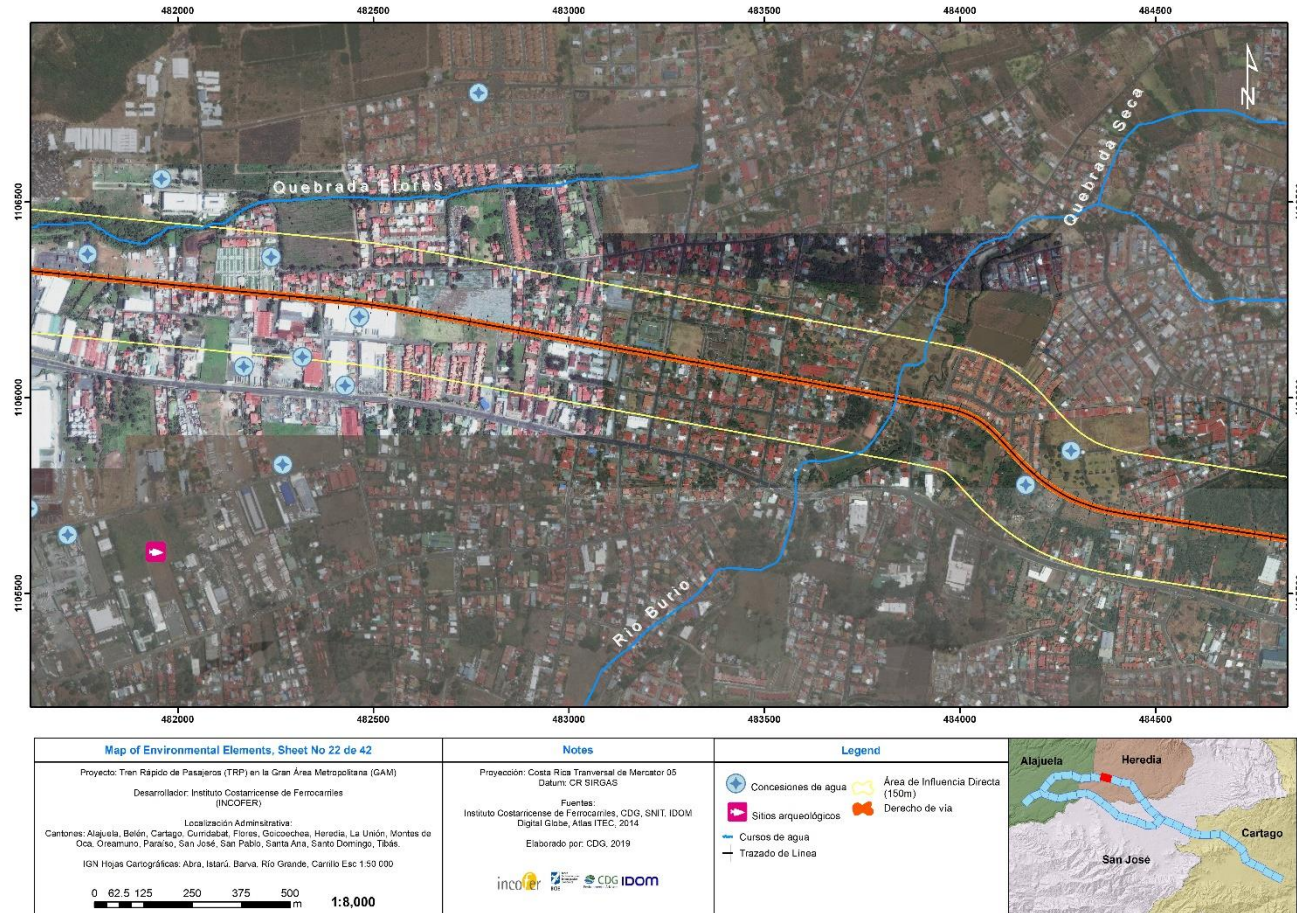 482000 482500 483000 483500 484000 484500
Quebrada Seca
N
Quebrada Flores
1106500
1106000
Río Burio
1105500
482000 482500 483000 483500 484000 484500
Map of Environmental Elements, Sheet No 22 de 42
Proyecto: Tren Rápido de Pasajeros (TRP) en la Gran Área Metropolitana (GAM)
Desarrollador: Instituto Costarricense de Ferrocarriles
(INCOFER)
Localización Adminsitrativa:
Cantones: Alajuela, Belén, Cartago, Curridabat, Flores, Goicoechea, Heredia, La Unión, Montes de
Oca, Oreamuno, Paraíso, San José, San Pablo, Santa Ana, Santo Domingo, Tibás.
IGN Hojas Cartográficas: Abra, Istarú, Barva, Río Grande, Carrillo Esc 1:50 000
0 62.5 125 250 375 500
m
1:8,000
Notes
Proyección: Costa Rica Tranversal de Mercator 05
Datum: CR SIRGAS
Fuentes:
Instituto Costarricense de Ferrocarriles, CDG, SNIT, IDOM
Digital Globe, Atlas ITEC, 2014
Elaborado por: CDG, 2019
incofer
CDG
IDOM
Legend
Concesiones de agua
Sitios arqueológicos
Cursos de agua
Trazado de Línea
Área de Influencia Directa
(150m)
Derecho de vía
Alajuela
Heredia
San José
Cartago